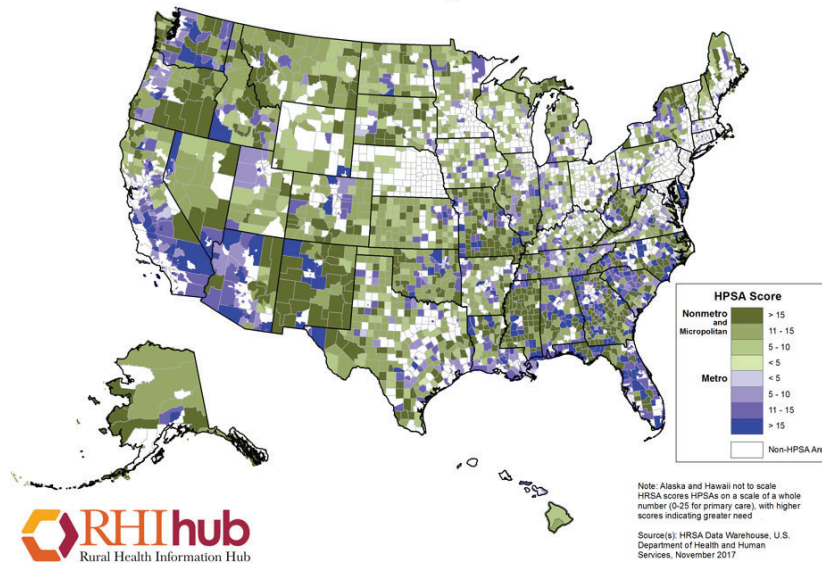 HPSA Score
Nonmetro
and
Micropolitan
> 15
11 - 15
5 - 10
< 5
Metro
< 5
5 - 10
11 - 15
> 15
Non-HPSA Area
Note: Alaska and Hawaii not to scale
HRSA scores HPSAs on a scale of a whole
number (0-25 for primary care), with higher
scores indicating greater need
Source(s): HRSA Data Warehouse, U.S.
Department of Health and Human
Services, November 2017
RHIhub
Rural Health Information Hub